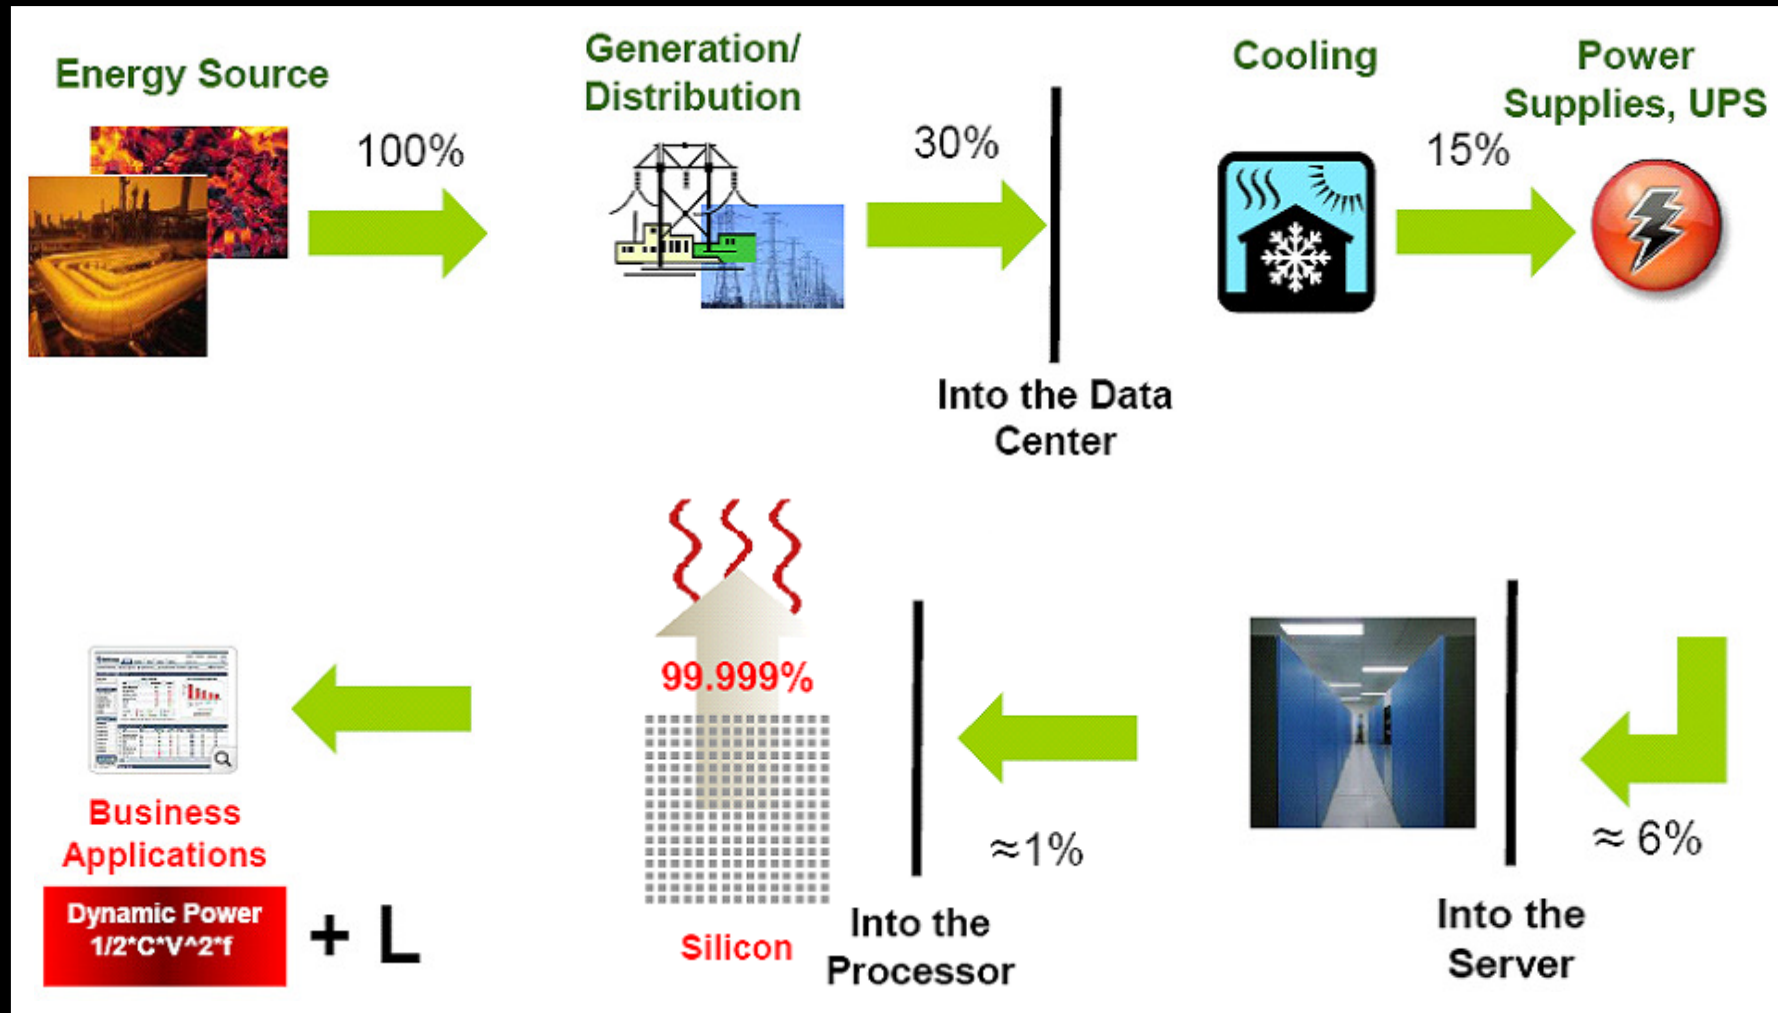 Energy Source
100%
Generation/
Distribution
30%
Into the Data
Center
Cooling
15%
Power
Supplies, UPS
≈ 6%
Into the
Server
≈1%
Into the
Processor
99.999%
Silicon
Business
Applications
Dynamic Power
1/2*C*V^2*f
+ L